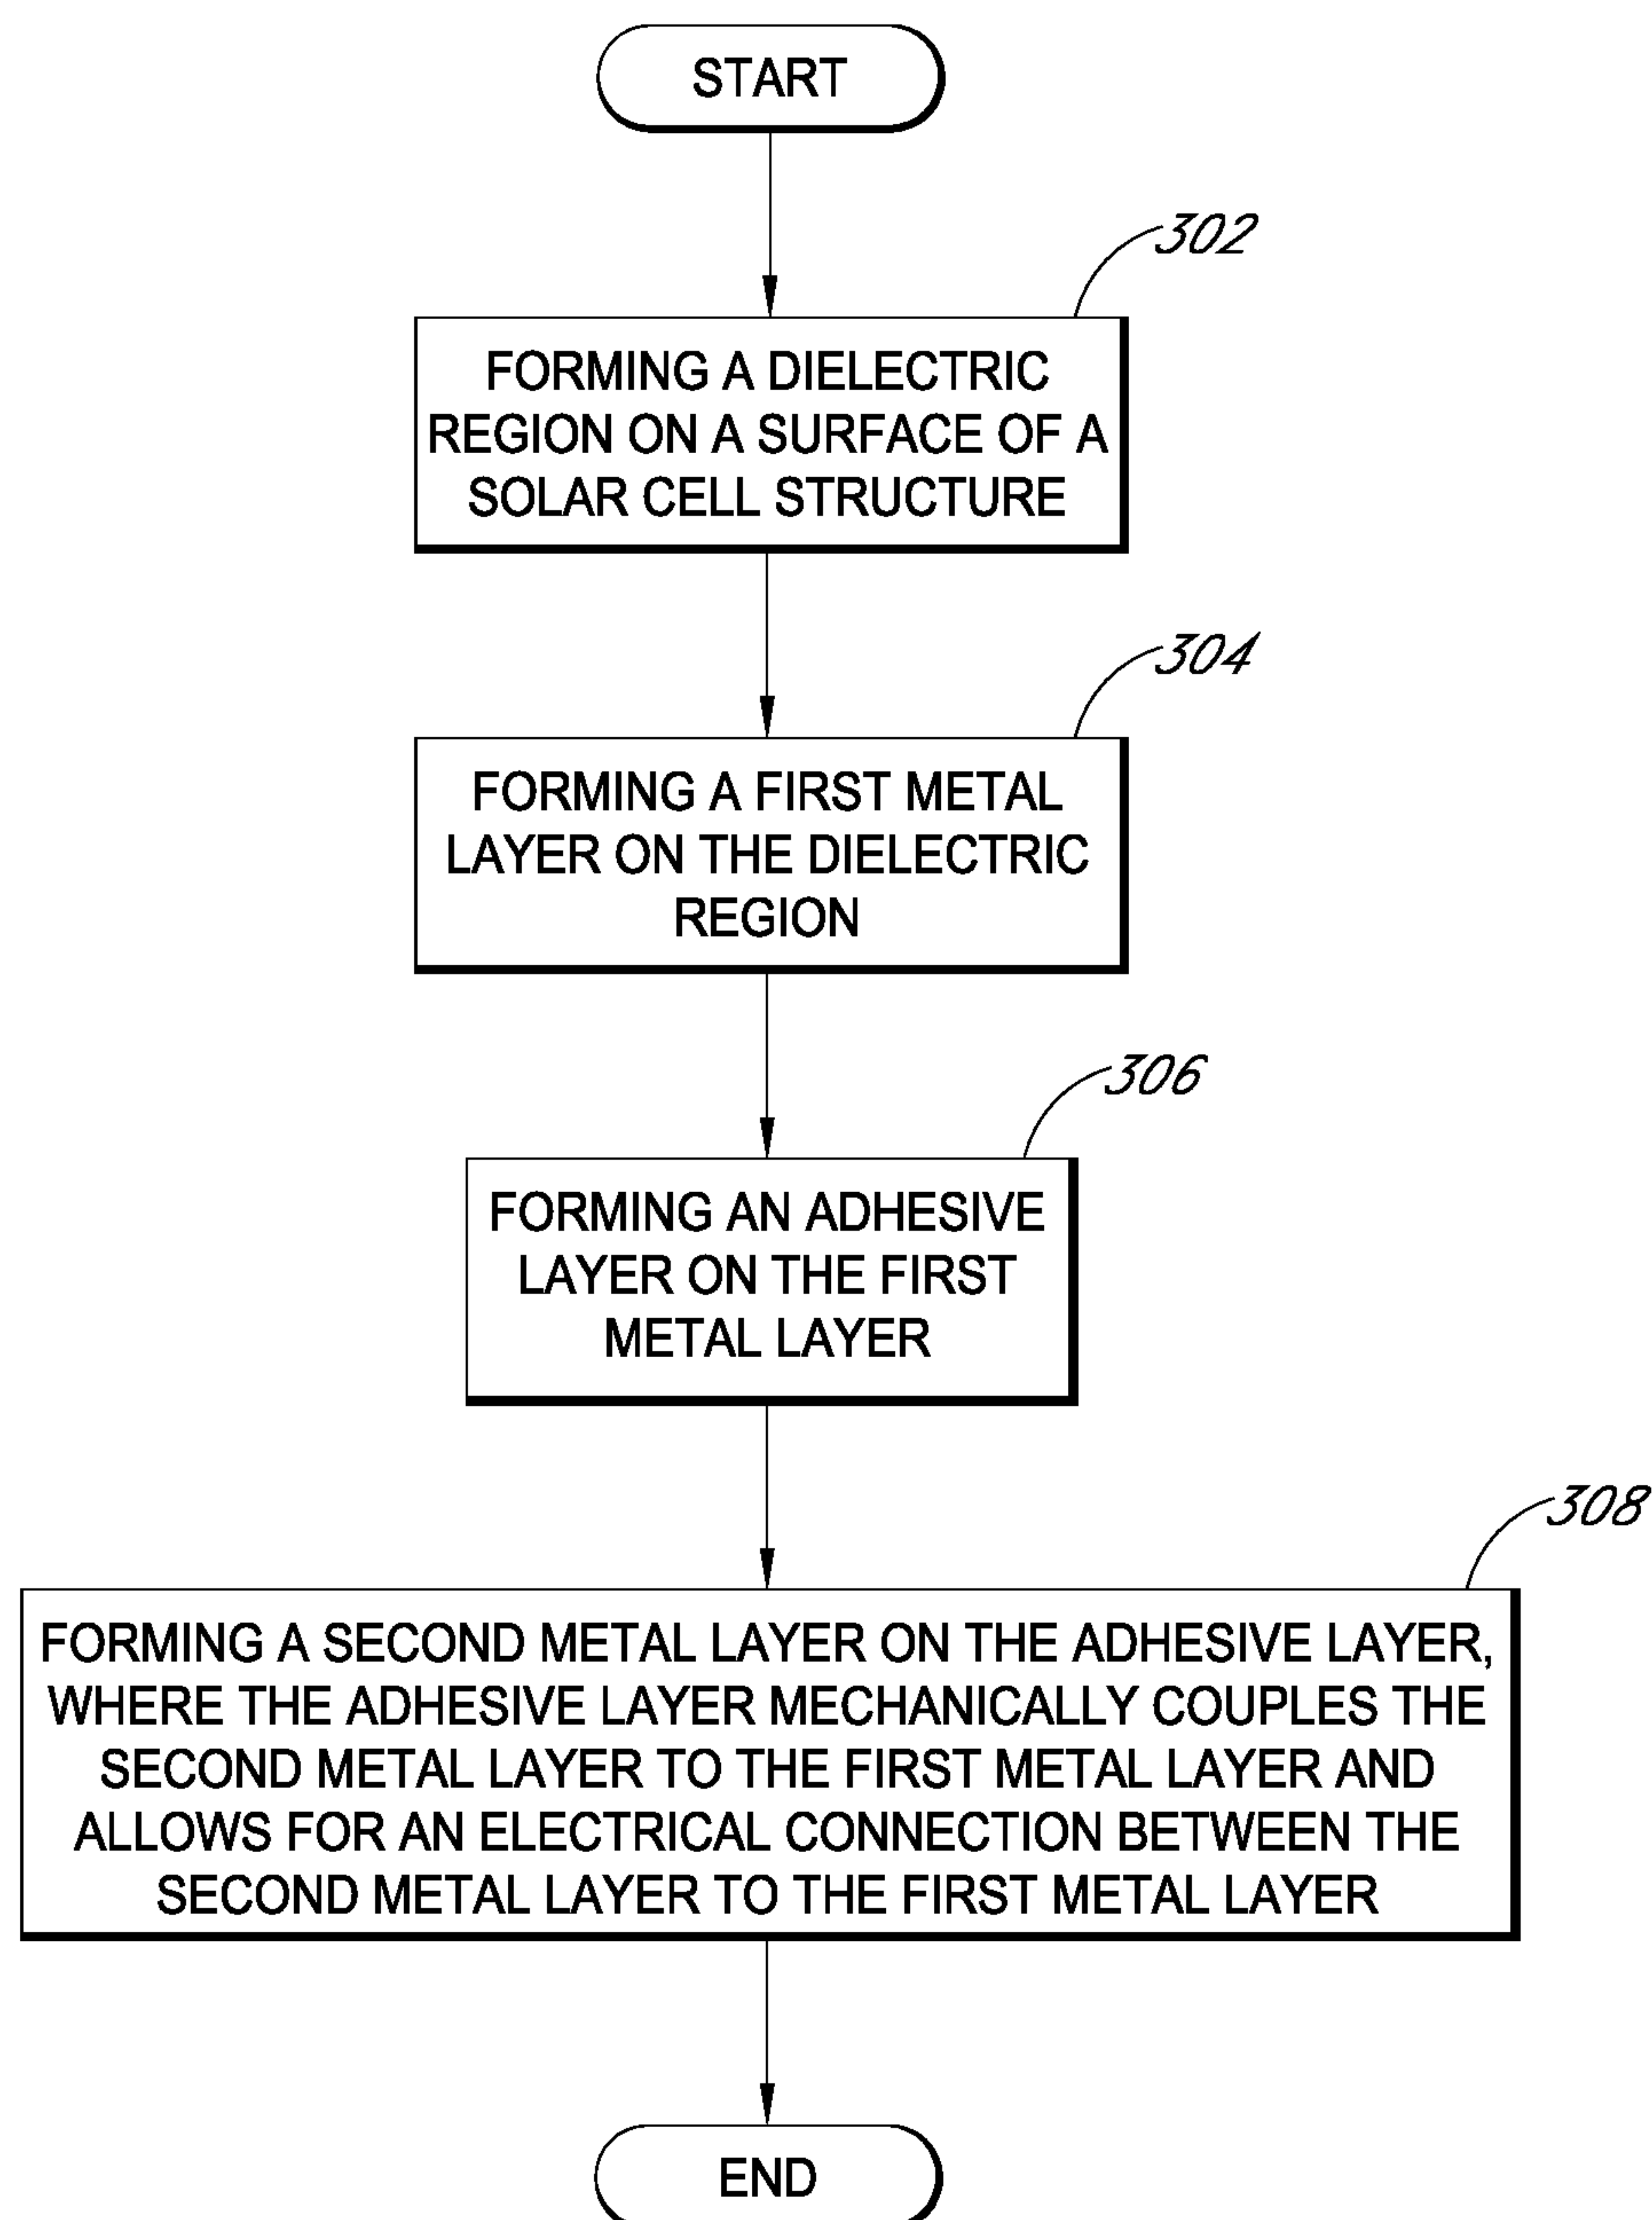 START
302
FORMING A DIELECTRIC
REGION ON A SURFACE OF A
SOLAR CELL STRUCTURE
304
FORMING A FIRST METAL
LAYER ON THE DIELECTRIC
REGION
306
FORMING AN ADHESIVE
LAYER ON THE FIRST
METAL LAYER
308
FORMING A SECOND METAL LAYER ON THE ADHESIVE LAYER,
WHERE THE ADHESIVE LAYER MECHANICALLY COUPLES THE
SECOND METAL LAYER TO THE FIRST METAL LAYER AND
ALLOWS FOR AN ELECTRICAL CONNECTION BETWEEN THE
SECOND METAL LAYER TO THE FIRST METAL LAYER
END